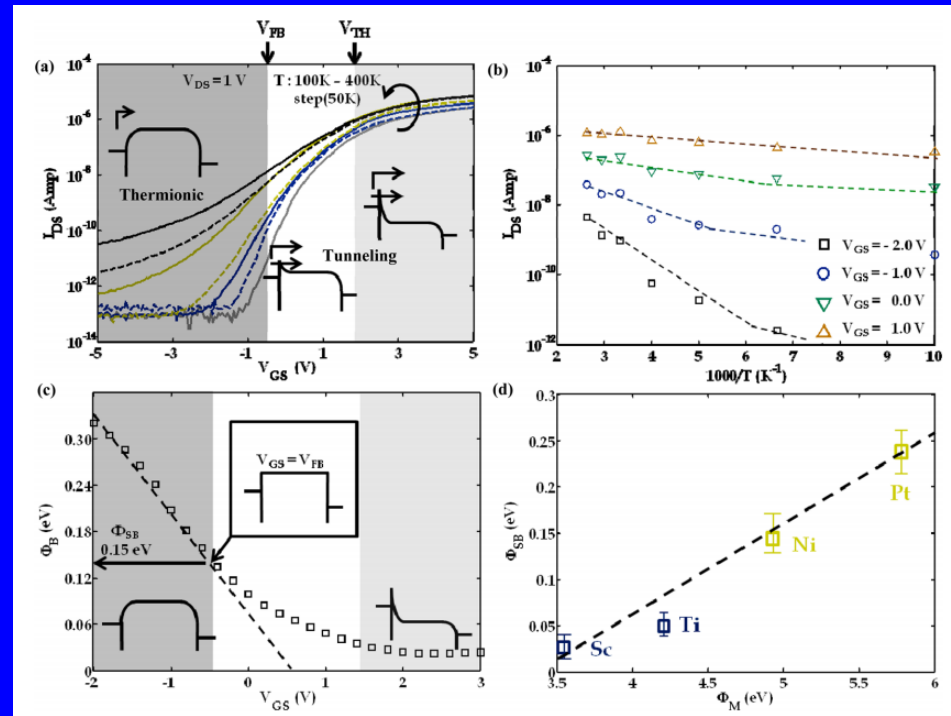 V_FB V_TH
(a)
V_DS = 1 V
T : 100K – 400K
step(50K)
Thermionic
Tunneling
10^-4
10^-6
10^-8
10^-10
10^-12
10^-14
I_DS (Amp)
-5 -3 -1 1 3 5
V_GS (V)
(b)
10^-4
10^-6
10^-8
10^-10
10^-12
I_DS (Amp)
V_GS = - 2.0 V
V_GS = - 1.0 V
V_GS = 0.0 V
V_GS = 1.0 V
2 3 4 5 6 7 8 9 10
1000/T (K^-1)
(c)
0.30
0.24
0.18
0.12
0.06
0
Φ_B (eV)
V_GS = V_FB
Φ_SB
0.15 eV
-2 -1 0 1 2 3
V_GS (V)
(d)
0.3
0.25
0.2
0.15
0.1
0.05
0
Φ_SB (eV)
Pt
Ni
Ti
Sc
3.5 4 4.5 5 5.5 6
Φ_M (eV)